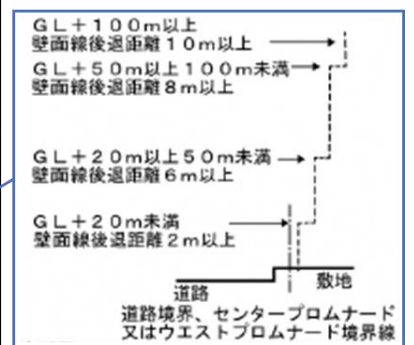 GL+100m以上
壁面線後退距離10m以上
GL+50m以上100m未満
壁面線後退距離8m以上
GL+20m以上50m未満
壁面線後退距離6m以上
GL+20m未満
壁面線後退距離2m以上
敷地
道路
道路境界、センタープロムナード
又はウエストプロムナード境界線